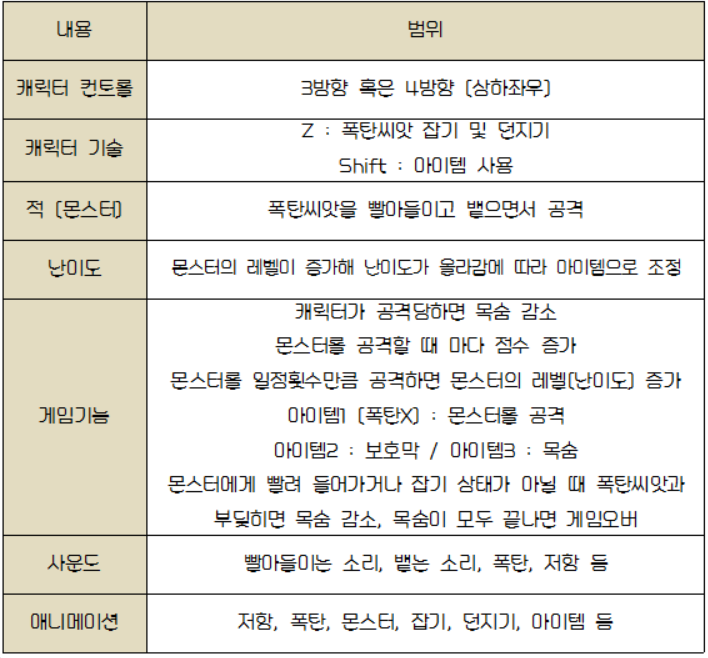 내용 범위
캐릭터 컨트롤 3방향 혹은 4방향 (상하좌우)
캐릭터 기술 Z : 폭탄씨앗 잡기 및 던지기
Shift : 아이템 사용
적 (몬스터) 폭탄씨앗을 빨아들이고 뱉으면서 공격
난이도 몬스터의 레벨이 증가해 난이도가 올라감에 따라 아이템으로 조정
게임기능 캐릭터가 공격당하면 목숨 감소
몬스터를 공격할 때 마다 점수 증가
몬스터를 일정횟수만큼 공격하면 몬스터의 레벨(난이도) 증가
아이템1 (폭탄X) : 몬스터를 공격
아이템2 : 보호막 / 아이템3 : 목숨
몬스터에게 빨려 들어가거나 잡기 상태가 아닐 때 폭탄씨앗과
부딪히면 목숨 감소, 목숨이 모두 끝나면 게임오버
사운드 빨아들이는 소리, 뱉는 소리, 폭탄, 저항 등
애니메이션 저항, 폭탄, 몬스터, 잡기, 던지기, 아이템 등